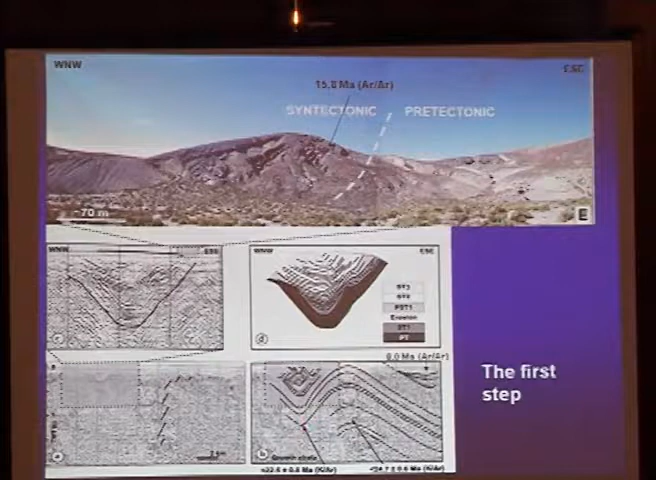 WNW
ESE
15.8 Ma (Ar/Ar)
SYNTECTONIC
PRETECTONIC
~70 m
E
WNW
ESE
c
WNW
ESE
ST3
ST2
PST1
Erosion
ST1
PT
d
8.0 Ma (Ar/Ar)
The first
step
a
b
Growth strata